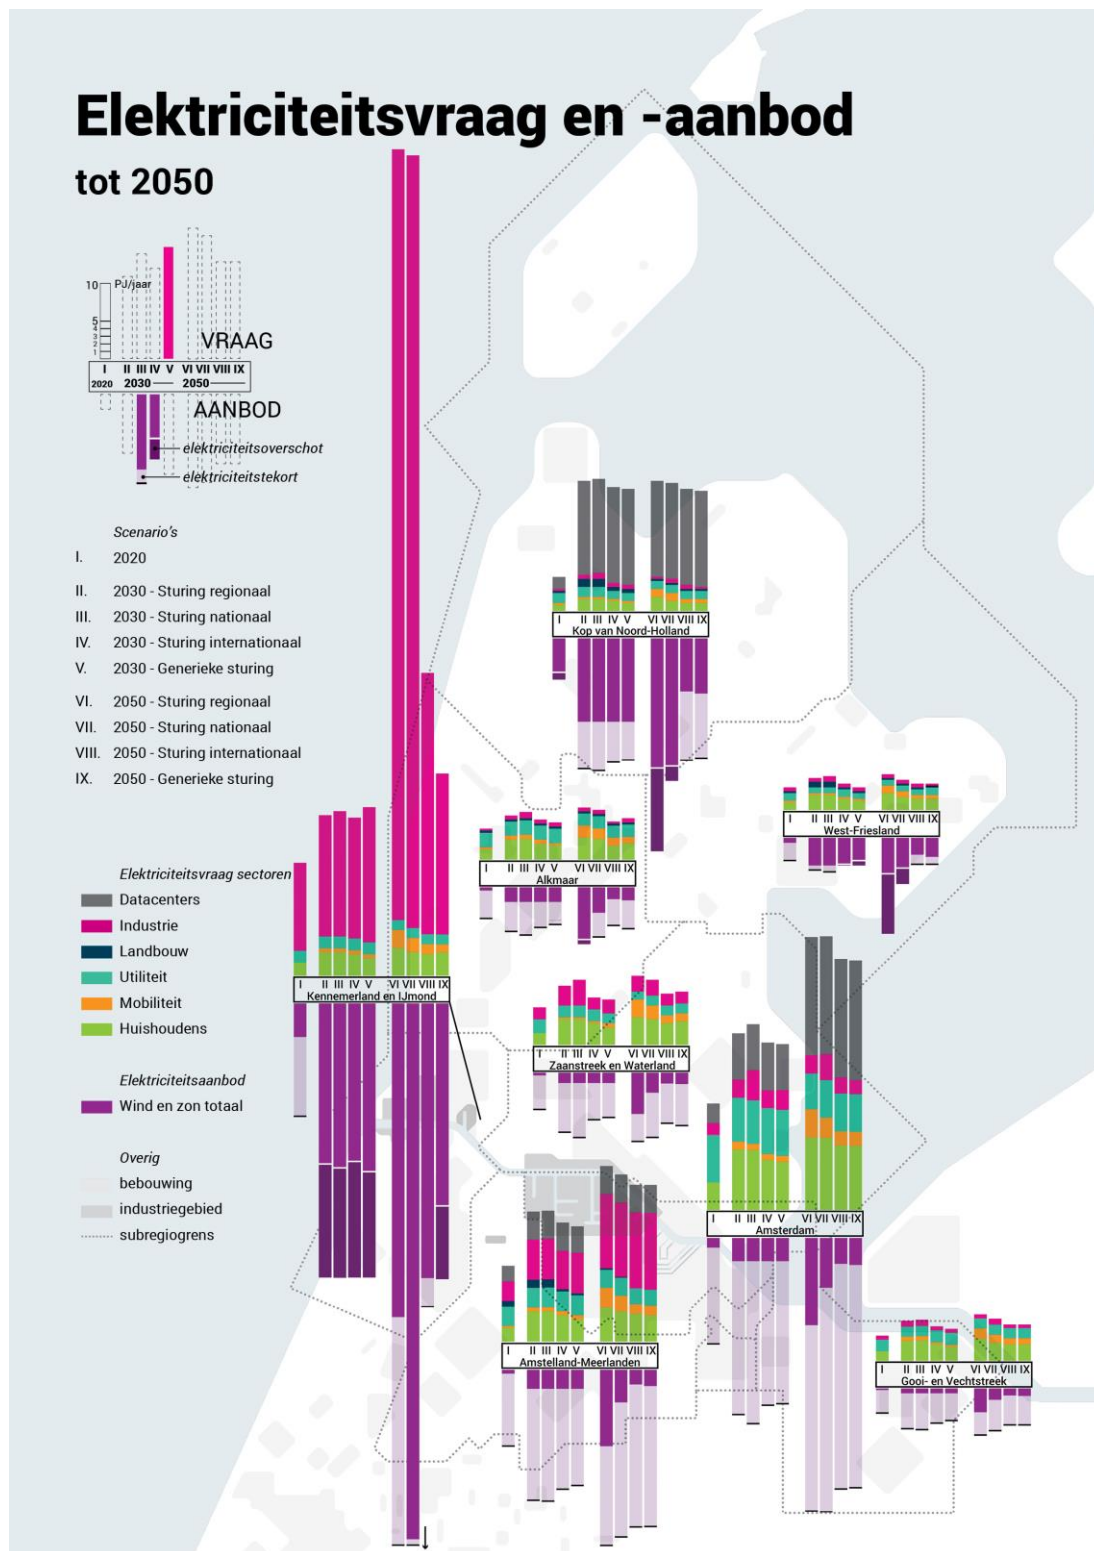 Elektriciteitsvraag en -aanbod
tot 2050
10 PJ/jaar
5
4
3
2
1
VRAAG
I II III IV V VI VII VIII IX
2020 2030 2050
AANBOD
elektriciteitsoverschot
elektriciteitstekort
Scenario's
I. 2020
II. 2030 - Sturing regionaal
III. 2030 - Sturing nationaal
IV. 2030 - Sturing internationaal
V. 2030 - Generieke sturing
VI. 2050 - Sturing regionaal
VII. 2050 - Sturing nationaal
VIII. 2050 - Sturing internationaal
IX. 2050 - Generieke sturing
Elektriciteitsvraag sectoren
Datacenters
Industrie
Landbouw
Utiliteit
Mobiliteit
Huishoudens
Elektriciteitsaanbod
Wind en zon totaal
Overig
bebouwing
industriegebied
subregiogrens
I II III IV V VI VII VIII IX
Kop van Noord-Holland
I II III IV V VI VII VIII IX
West-Friesland
I II III IV V VI VII VIII IX
Alkmaar
I II III IV V VI VII VIII IX
Kennemerland en IJmond
I II III IV V VI VII VIII IX
Zaanstreek en Waterland
I II III IV V VI VII VIII IX
Amsterdam
I II III IV V VI VII VIII IX
Amstelland-Meerlanden
I II III IV V VI VII VIII IX
Gooi- en Vechtstreek